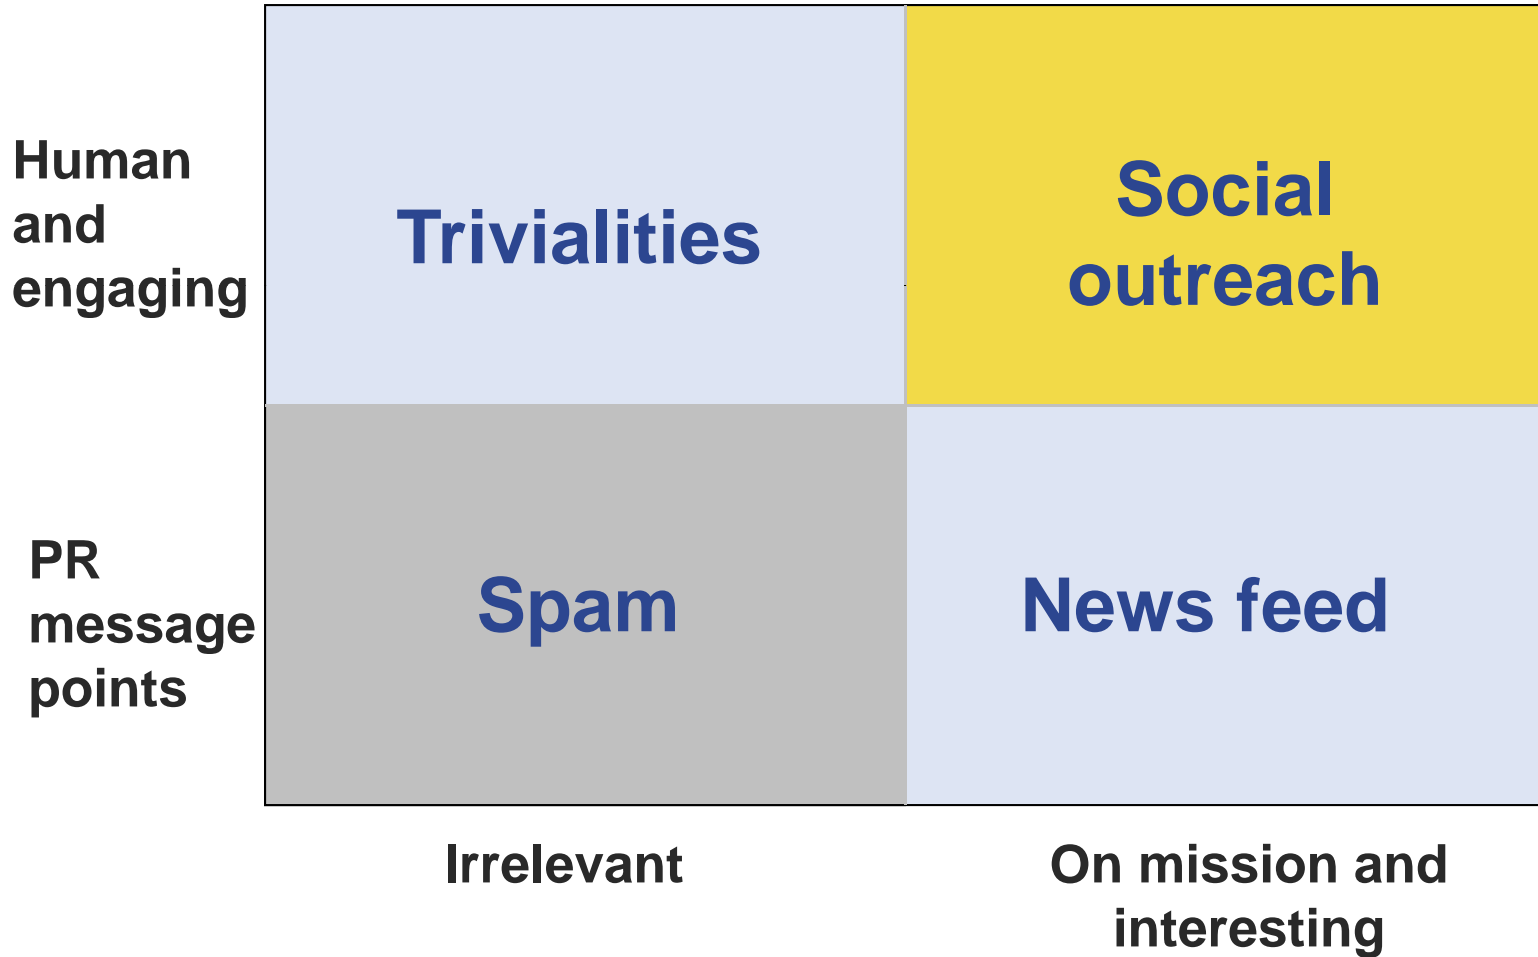 Human
and
engaging
Trivialities
Social
outreach
PR
message
points
Spam
News feed
Irrelevant
On mission and
interesting